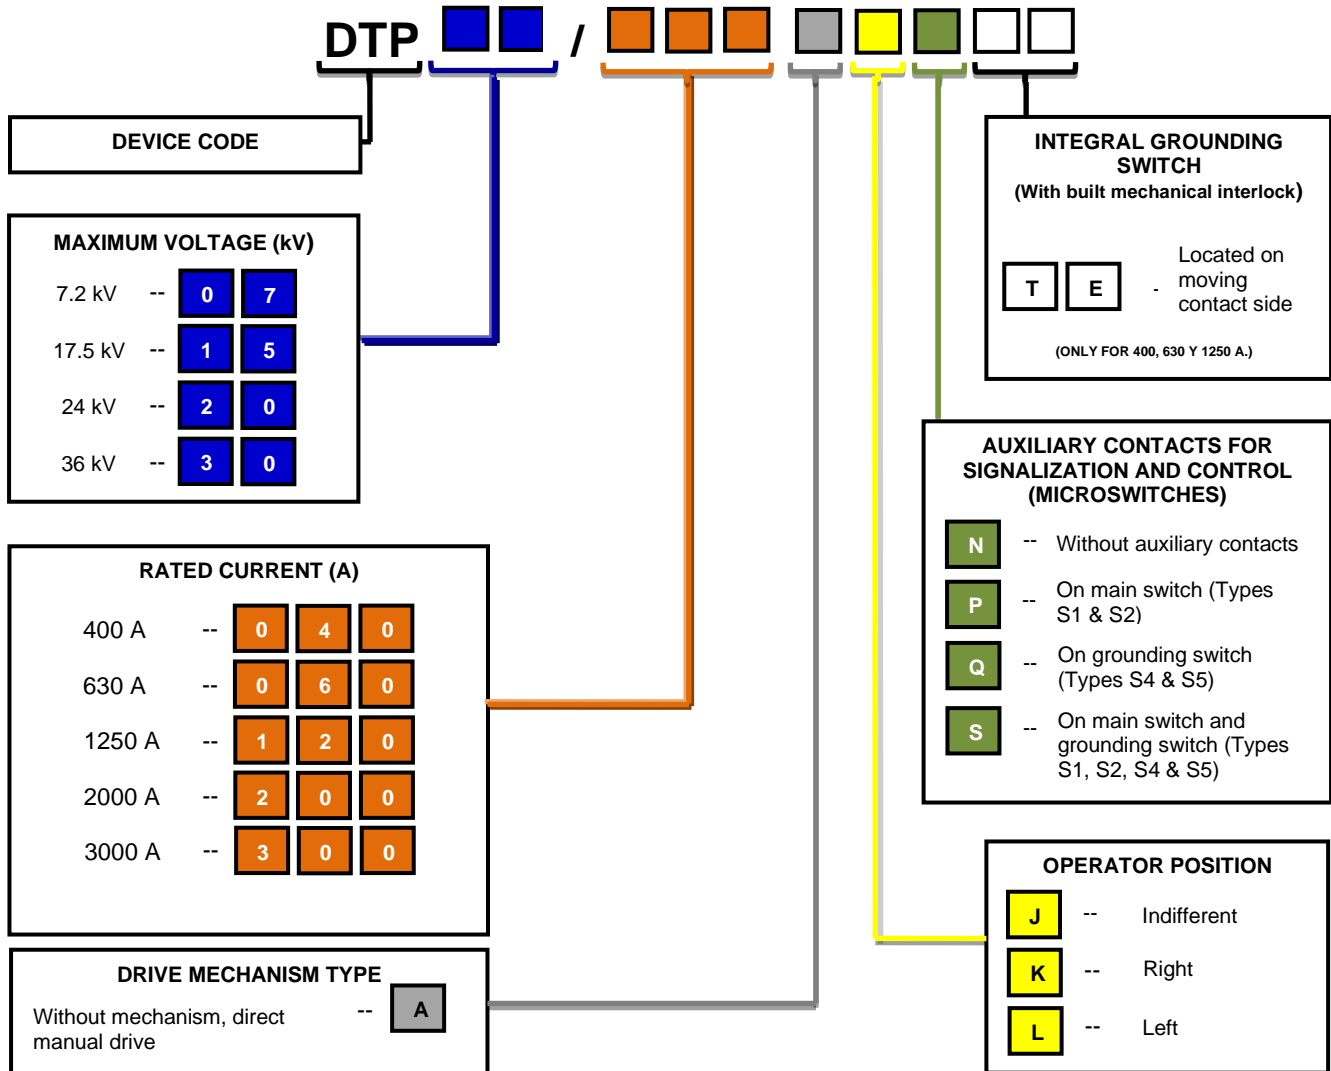 DTP /
DEVICE CODE
MAXIMUM VOLTAGE (kV)
7.2 kV -- 0 7
17.5 kV -- 1 5
24 kV -- 2 0
36 kV -- 3 0
RATED CURRENT (A)
400 A -- 0 4 0
630 A -- 0 6 0
1250 A -- 1 2 0
2000 A -- 2 0 0
3000 A -- 3 0 0
DRIVE MECHANISM TYPE
Without mechanism, direct
manual drive
-- A
INTEGRAL GROUNDING
SWITCH
(With built mechanical interlock)
T E -
Located on
moving
contact side
(ONLY FOR 400, 630 Y 1250 A.)
AUXILIARY CONTACTS FOR
SIGNALIZATION AND CONTROL
(MICROSWITCHES)
N -- Without auxiliary contacts
P -- On main switch (Types
S1 & S2)
Q -- On grounding switch
(Types S4 & S5)
S -- On main switch and
grounding switch (Types
S1, S2, S4 & S5)
OPERATOR POSITION
J -- Indifferent
K -- Right
L -- Left